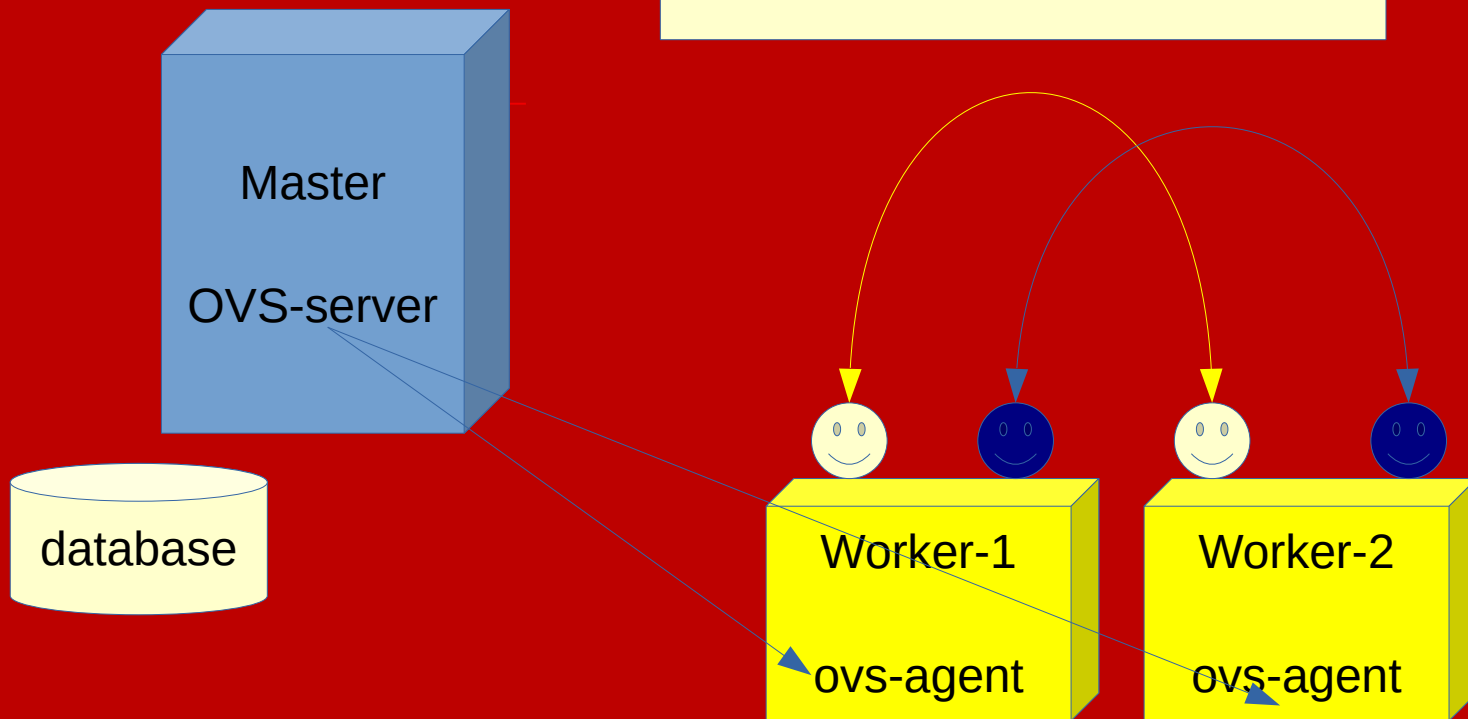 Master
OVS-server
database
Worker-1
ovs-agent
Worker-2
ovs-agent